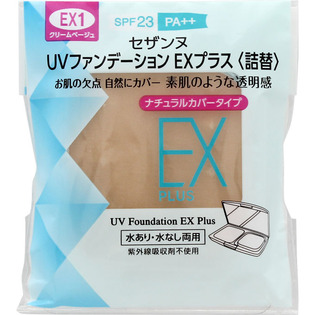 EX1
クリームベージュ
SPF23 PA++
セザンヌ
UVファンデーション EXプラス〈詰替〉
お肌の欠点 自然にカバー 素肌のような透明感
ナチュラルカバータイプ
EX
PLUS
UV Foundation EX Plus
水あり・水なし両用
紫外線吸収剤不使用